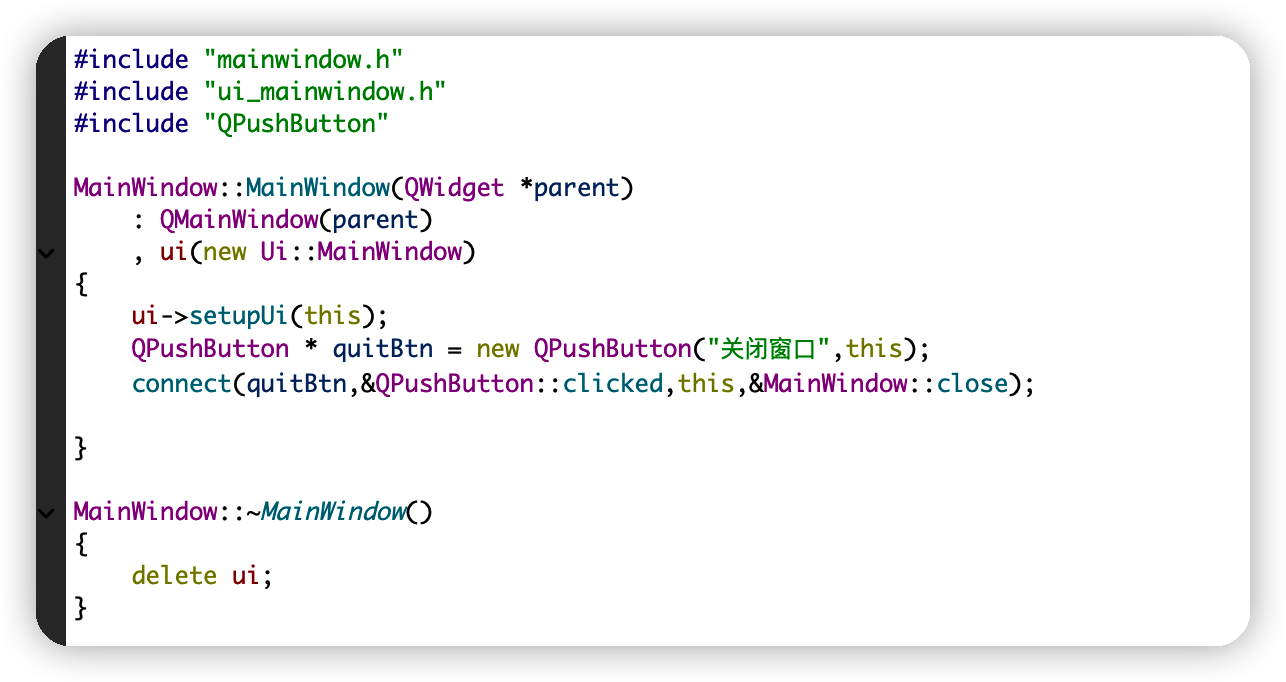 #include "mainwindow.h"
#include "ui_mainwindow.h"
#include "QPushButton"
MainWindow::MainWindow(QWidget *parent)
    : QMainWindow(parent)
    , ui(new Ui::MainWindow)
{
    ui->setupUi(this);
    QPushButton * quitBtn = new QPushButton("关闭窗口",this);
    connect(quitBtn,&QPushButton::clicked,this,&MainWindow::close);
}
MainWindow::~MainWindow()
{
    delete ui;
}